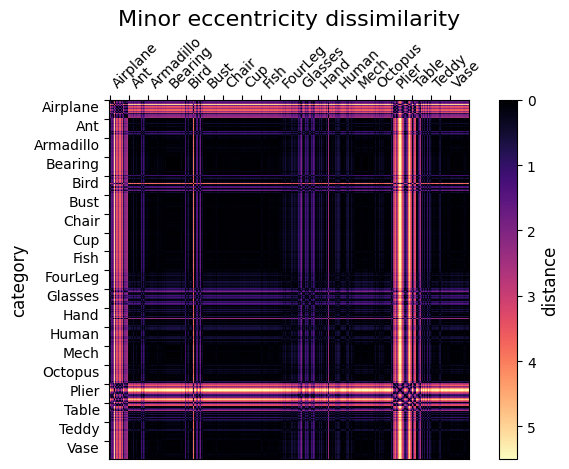 Minor eccentricity dissimilarity
Airplane
Ant
Armadillo
Bearing
Bird
Bust
Chair
Cup
Fish
FourLeg
Glasses
Hand
Human
Mech
Octopus
Plier
Table
Teddy
Vase
Airplane
Ant
Armadillo
Bearing
Bird
Bust
Chair
Cup
Fish
FourLeg
Glasses
Hand
Human
Mech
Octopus
Plier
Table
Teddy
Vase
category
0
1
2
3
4
5
distance